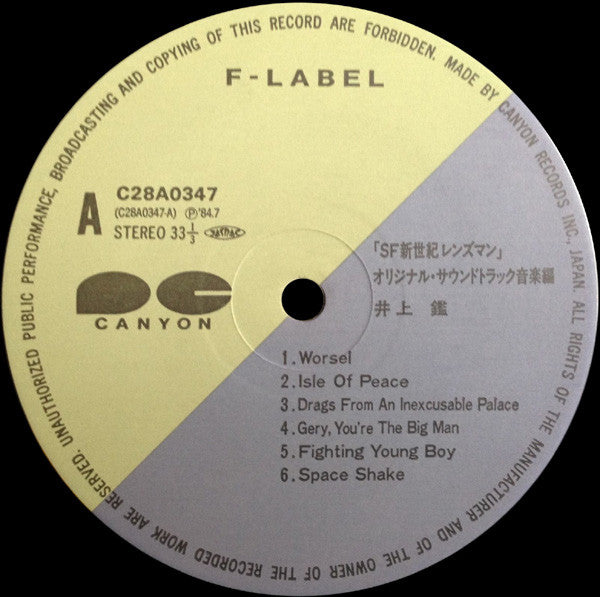 UNAUTHORIZED PUBLIC PERFORMANCE, BROADCASTING AND COPYING OF THIS RECORD ARE FORBIDDEN. MADE BY CANYON RECORDS INC., JAPAN. ALL RIGHTS OF THE MANUFACTURER AND OF THE OWNER OF THE RECORDED WORK ARE RESERVED.
F-LABEL
A
C28A0347
(C28A0347-A) Ⓟ'84.7
STEREO 33 1/3 JASRAC
PC
CANYON
「SF新世紀レンズマン」
オリジナル・サウンドトラック音楽編
井上 鑑
1. Worsel
2. Isle Of Peace
3. Drags From An Inexcusable Palace
4. Gery, You're The Big Man
5. Fighting Young Boy
6. Space Shake